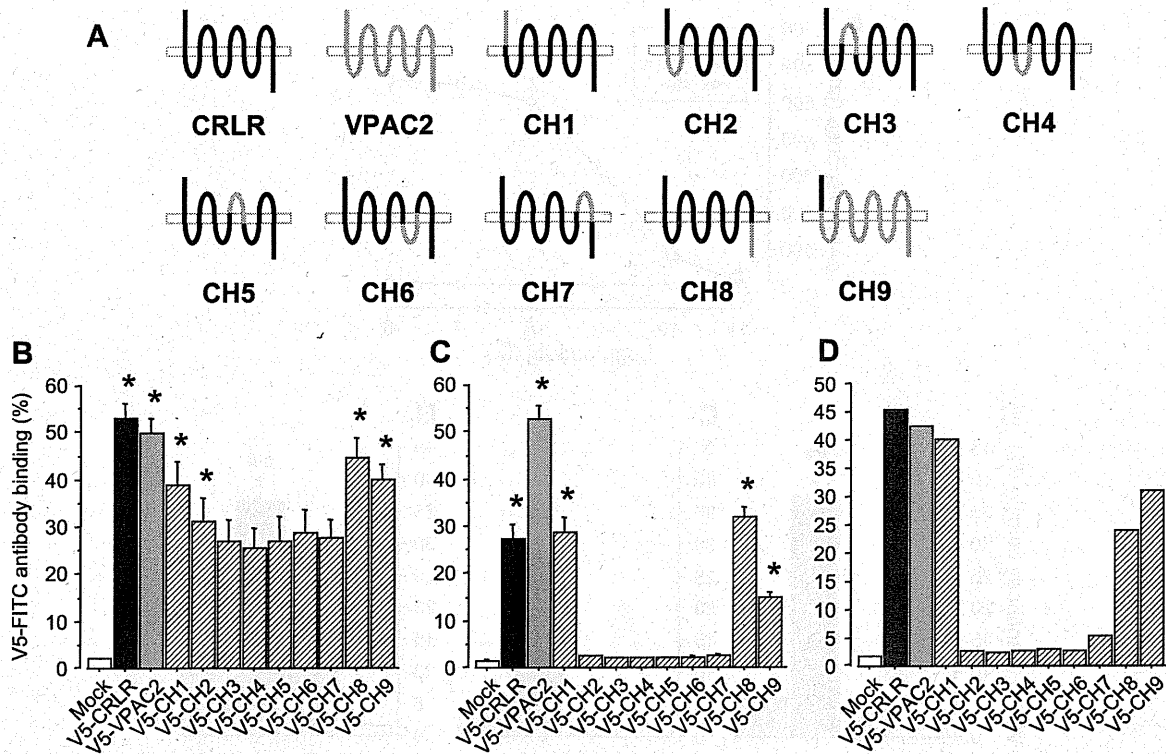 A
CRLR VPAC2 CH1 CH2 CH3 CH4
CH5 CH6 CH7 CH8 CH9
B
C
D
V5-FITC antibody binding (%)
60
50
40
30
20
10
0
* * * * * *
Mock
V5-CRLR
V5-VPAC2
V5-CH1
V5-CH2
V5-CH3
V5-CH4
V5-CH5
V5-CH6
V5-CH7
V5-CH8
V5-CH9
60
50
40
30
20
10
0
* * * * *
Mock
V5-CRLR
V5-VPAC2
V5-CH1
V5-CH2
V5-CH3
V5-CH4
V5-CH5
V5-CH6
V5-CH7
V5-CH8
V5-CH9
50
45
40
35
30
25
20
15
10
5
0
Mock
V5-CRLR
V5-VPAC2
V5-CH1
V5-CH2
V5-CH3
V5-CH4
V5-CH5
V5-CH6
V5-CH7
V5-CH8
V5-CH9